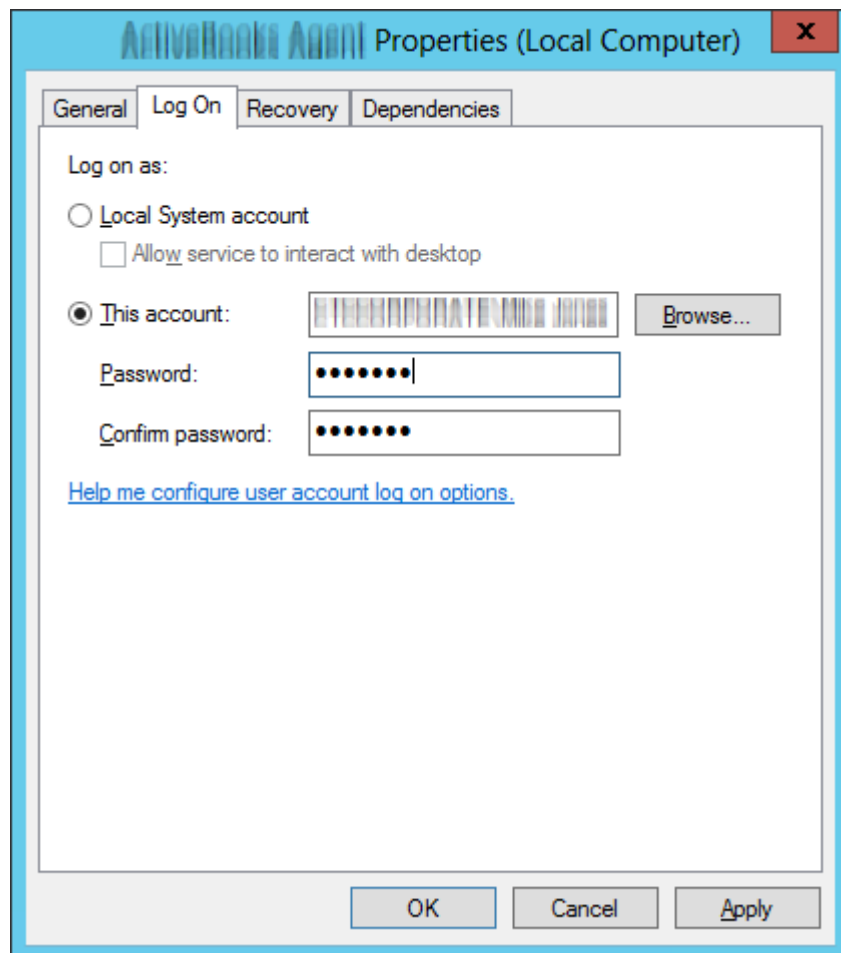 Properties (Local Computer)
x
General Log On Recovery Dependencies
Log on as:
Local System account
Allow service to interact with desktop
This account: Browse...
Password: •••••••
Confirm password: •••••••
Help me configure user account log on options.
OK Cancel Apply